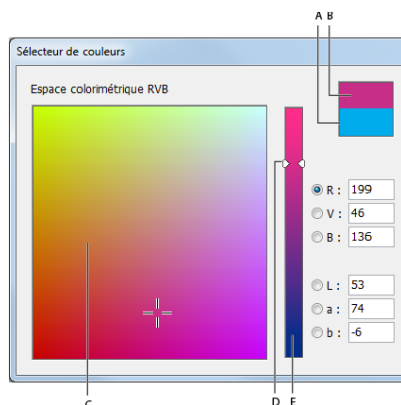 A B
Sélecteur de couleurs
Espace colorimétrique RVB
R : 199
V : 46
B : 136
L : 53
a : 74
b : -6
C D E